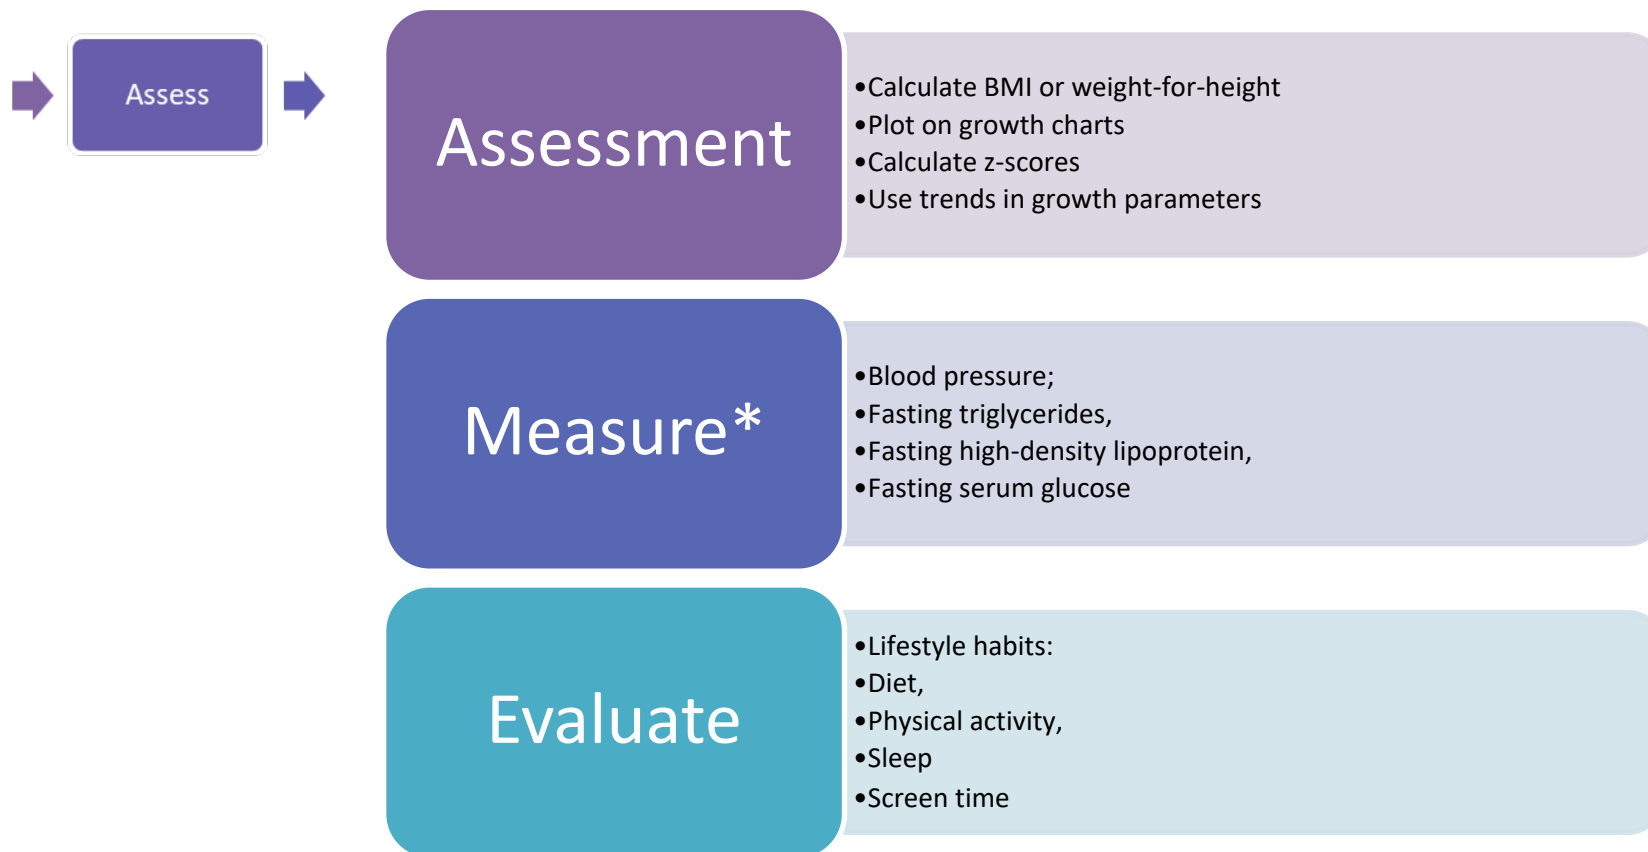 Assess
Assessment
•Calculate BMI or weight-for-height
•Plot on growth charts
•Calculate z-scores
•Use trends in growth parameters
Measure*
•Blood pressure;
•Fasting triglycerides,
•Fasting high-density lipoprotein,
•Fasting serum glucose
Evaluate
•Lifestyle habits:
•Diet,
•Physical activity,
•Sleep
•Screen time